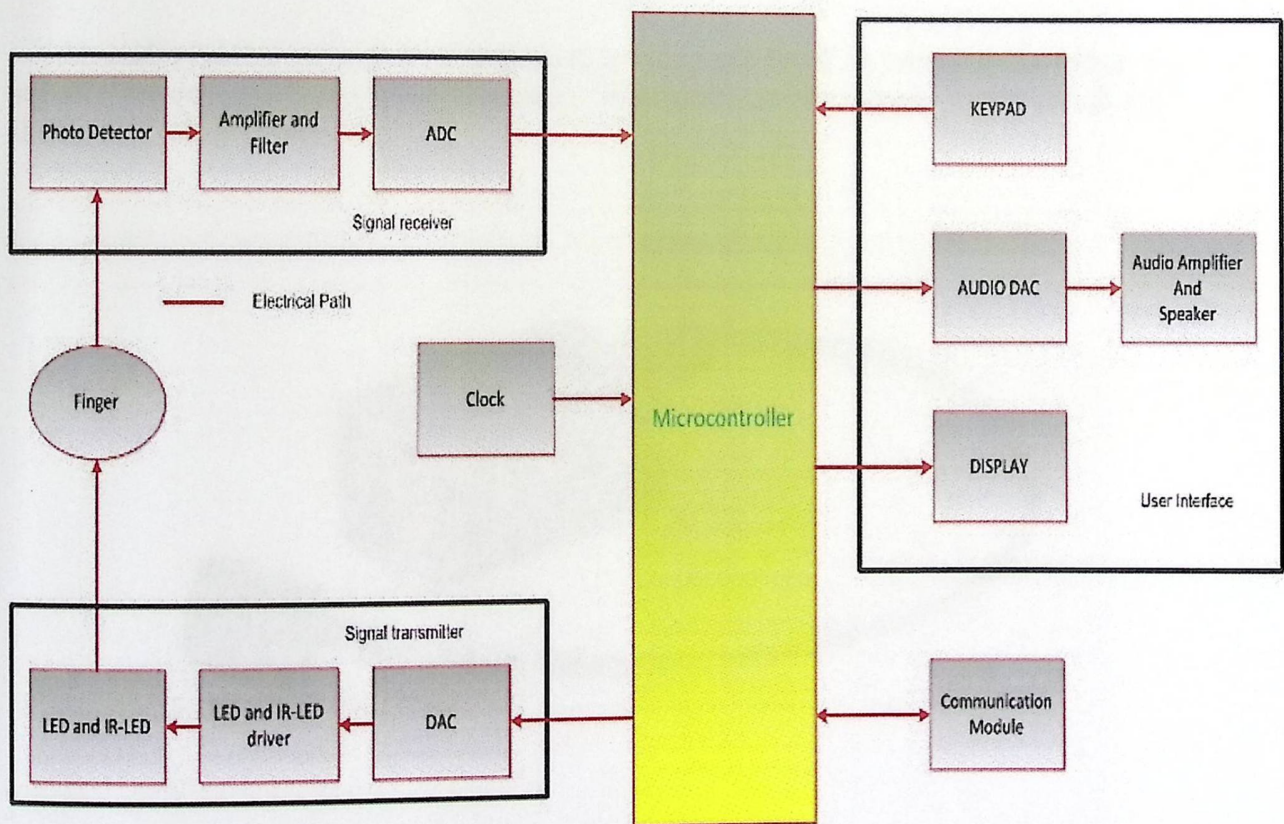 Photo Detector
Amplifier and
Filter
ADC
Signal receiver
Electrical Path
Finger
Clock
Signal transmitter
LED and IR-LED
LED and IR-LED
driver
DAC
Microcontroller
KEYPAD
AUDIO DAC
Audio Amplifier
And
Speaker
DISPLAY
User Interface
Communication
Module